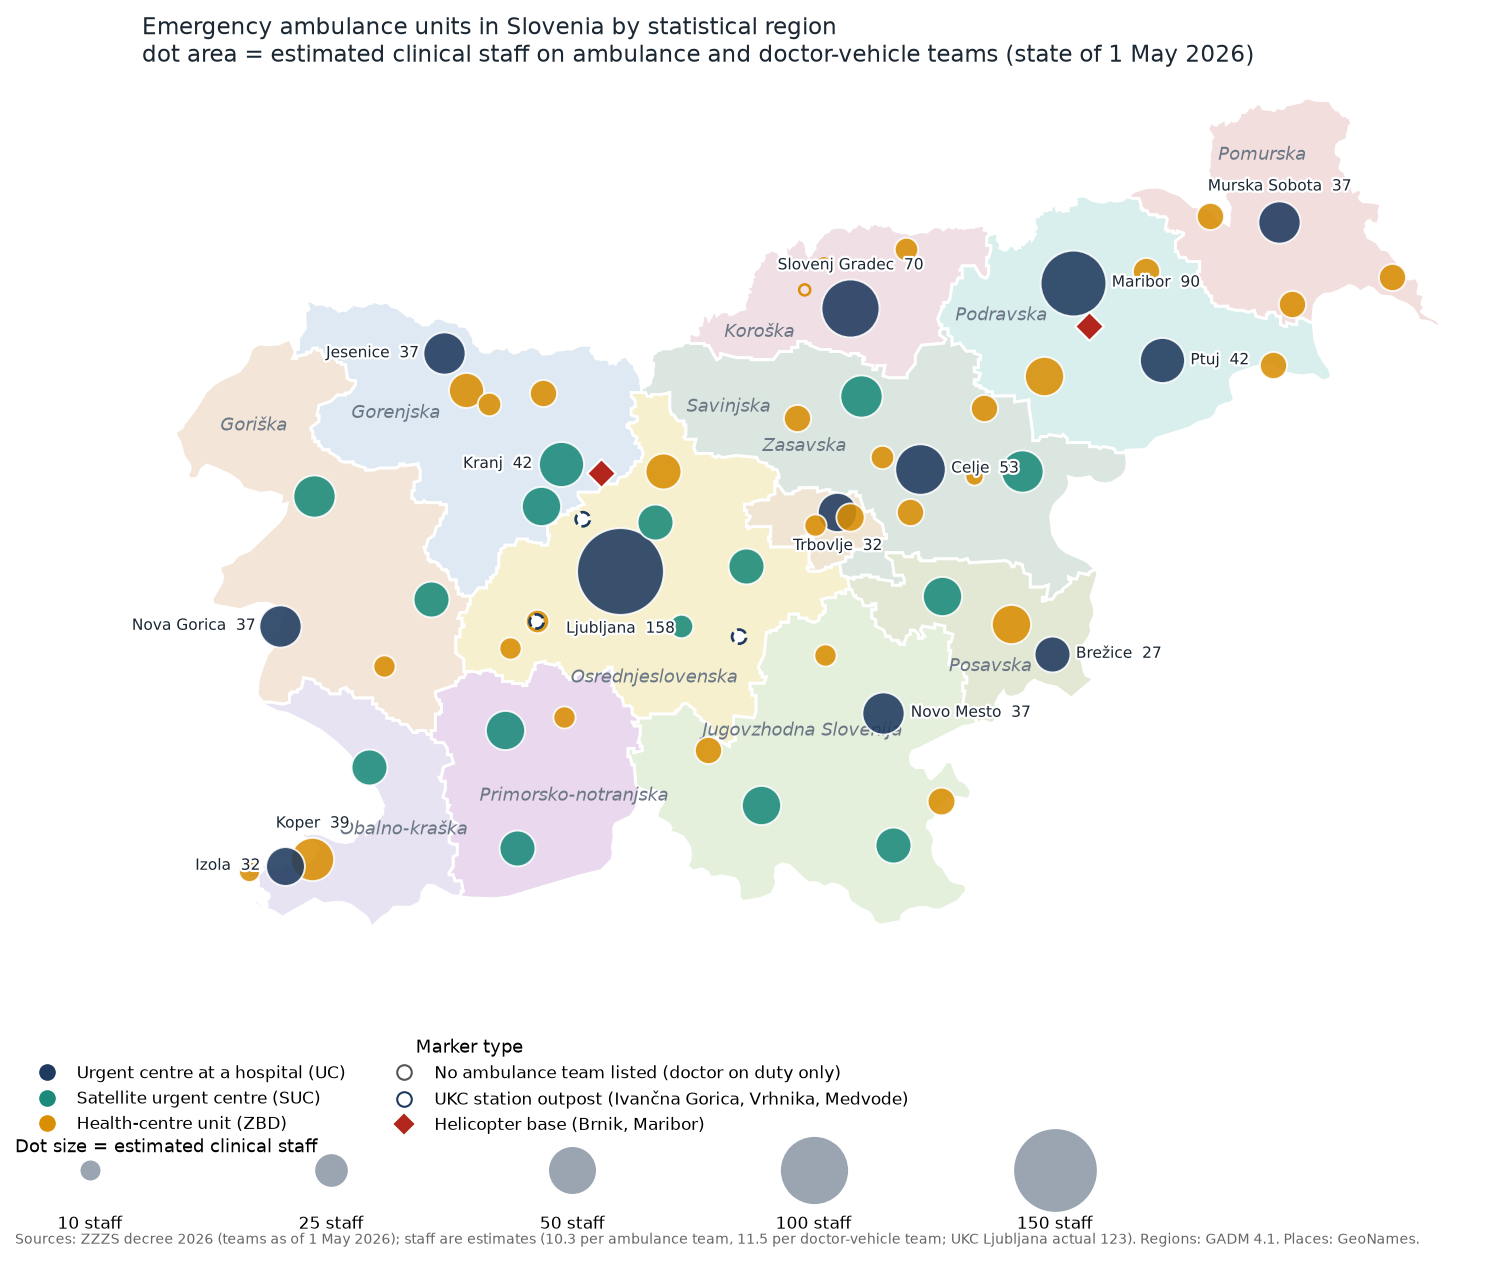 Emergency ambulance units in Slovenia by statistical region
dot area = estimated clinical staff on ambulance and doctor-vehicle teams (state of 1 May 2026)
Pomurska
Murska Sobota 37
Slovenj Gradec 70
Maribor 90
Koroška
Podravska
Jesenice 37
Ptuj 42
Gorenjska
Savinjska
Goriška
Zasavska
Kranj 42
Celje 53
Trbovlje 32
Nova Gorica 37
Ljubljana 158
Brežice 27
Posavska
Osrednjeslovenska
Novo Mesto 37
Jugovzhodna Slovenija
Primorsko-notranjska
Koper 39
Obalno-kraška
Izola 32
Marker type
Urgent centre at a hospital (UC)
Satellite urgent centre (SUC)
Health-centre unit (ZBD)
No ambulance team listed (doctor on duty only)
UKC station outpost (Ivančna Gorica, Vrhnika, Medvode)
Helicopter base (Brnik, Maribor)
Dot size = estimated clinical staff
10 staff
25 staff
50 staff
100 staff
150 staff
Sources: ZZZS decree 2026 (teams as of 1 May 2026); staff are estimates (10.3 per ambulance team, 11.5 per doctor-vehicle team; UKC Ljubljana actual 123). Regions: GADM 4.1. Places: GeoNames.